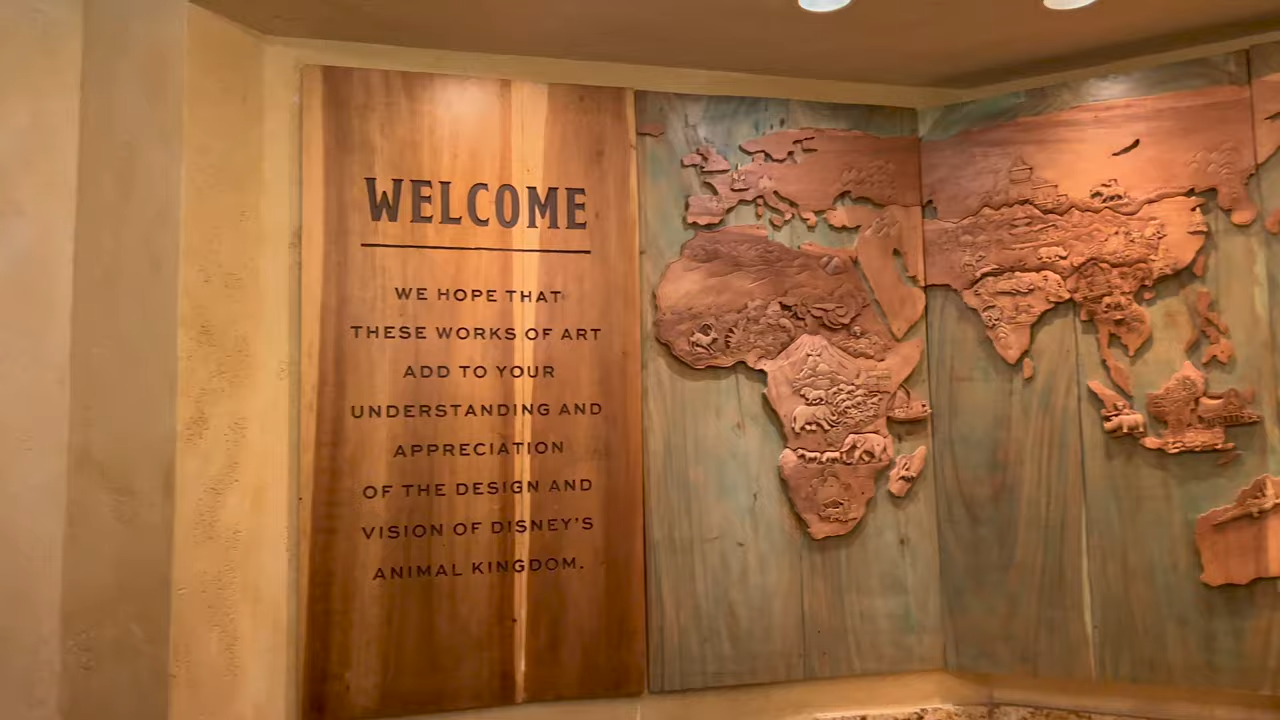 WELCOME
WE HOPE THAT
THESE WORKS OF ART
ADD TO YOUR
UNDERSTANDING AND
APPRECIATION
OF THE DESIGN AND
VISION OF DISNEY'S
ANIMAL KINGDOM.